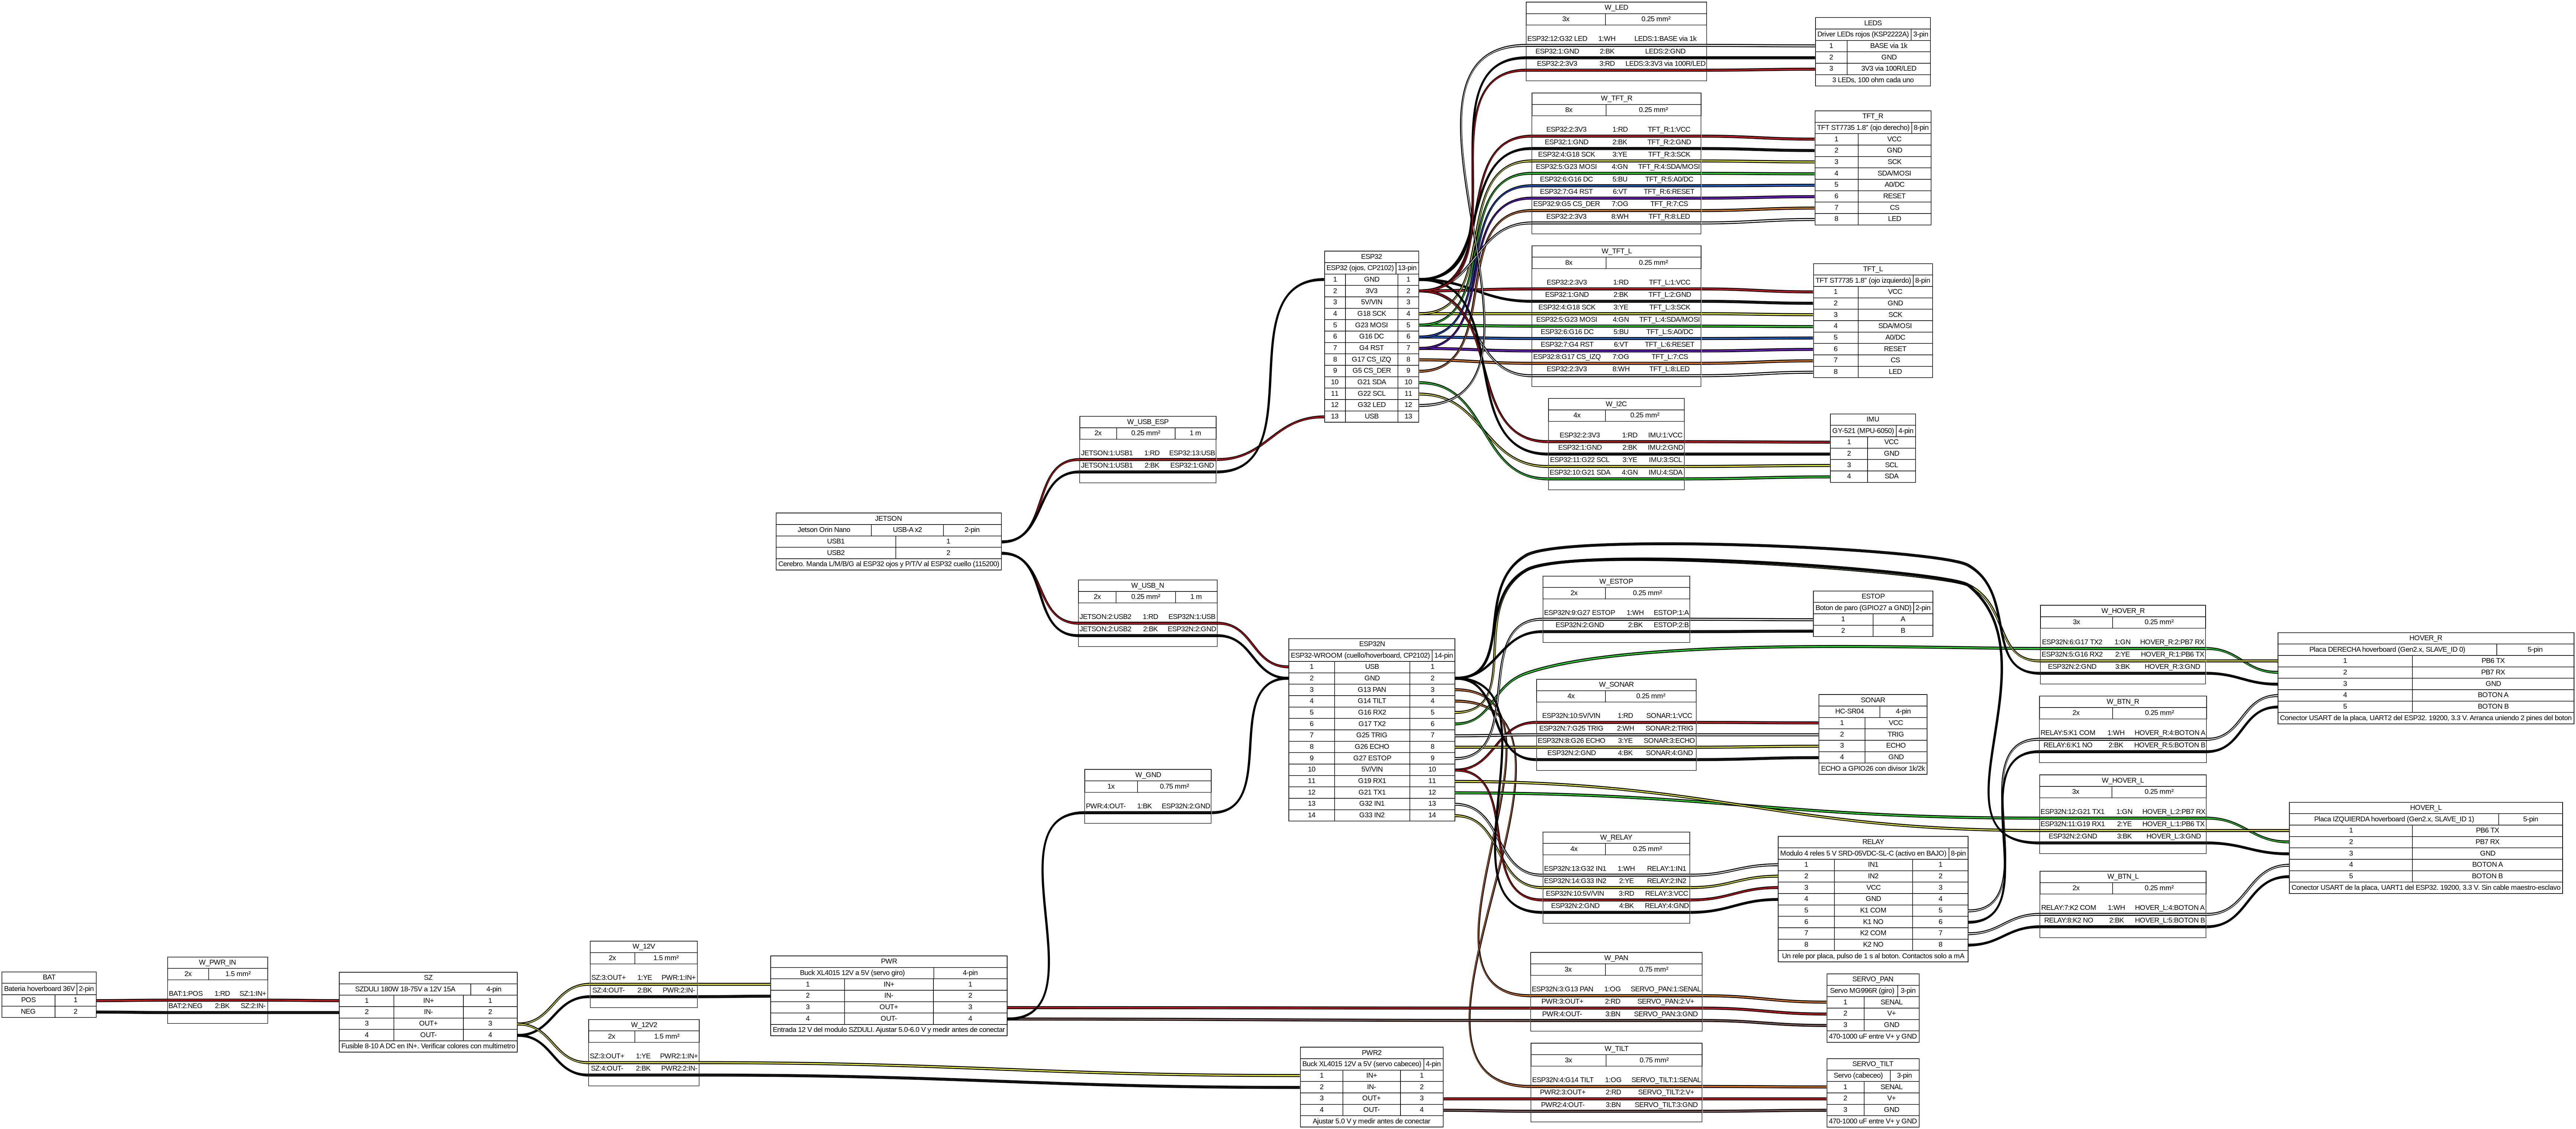 W_LED
3x 0.25 mm²
ESP32:12:G32 LED 1:WH LEDS:1:BASE via 1k
ESP32:1:GND 2:BK LEDS:2:GND
ESP32:2:3V3 3:RD LEDS:3:3V3 via 100R/LED
LEDS
Driver LEDs rojos (KSP2222A) 3-pin
1 BASE via 1k
2 GND
3 3V3 via 100R/LED
3 LEDs, 100 ohm cada uno
W_TFT_R
8x 0.25 mm²
ESP32:2:3V3 1:RD TFT_R:1:VCC
ESP32:1:GND 2:BK TFT_R:2:GND
ESP32:4:G18 SCK 3:YE TFT_R:3:SCK
ESP32:5:G23 MOSI 4:GN TFT_R:4:SDA/MOSI
ESP32:6:G16 DC 5:BU TFT_R:5:A0/DC
ESP32:7:G4 RST 6:VT TFT_R:6:RESET
ESP32:9:G5 CS_DER 7:OG TFT_R:7:CS
ESP32:2:3V3 8:WH TFT_R:8:LED
TFT_R
TFT ST7735 1.8" (ojo derecho) 8-pin
1 VCC
2 GND
3 SCK
4 SDA/MOSI
5 A0/DC
6 RESET
7 CS
8 LED
ESP32
ESP32 (ojos, CP2102) 13-pin
1 GND 1
2 3V3 2
3 5V/VIN 3
4 G18 SCK 4
5 G23 MOSI 5
6 G16 DC 6
7 G4 RST 7
8 G17 CS_IZQ 8
9 G5 CS_DER 9
10 G21 SDA 10
11 G22 SCL 11
12 G32 LED 12
13 USB 13
W_TFT_L
8x 0.25 mm²
ESP32:2:3V3 1:RD TFT_L:1:VCC
ESP32:1:GND 2:BK TFT_L:2:GND
ESP32:4:G18 SCK 3:YE TFT_L:3:SCK
ESP32:5:G23 MOSI 4:GN TFT_L:4:SDA/MOSI
ESP32:6:G16 DC 5:BU TFT_L:5:A0/DC
ESP32:7:G4 RST 6:VT TFT_L:6:RESET
ESP32:8:G17 CS_IZQ 7:OG TFT_L:7:CS
ESP32:2:3V3 8:WH TFT_L:8:LED
TFT_L
TFT ST7735 1.8" (ojo izquierdo) 8-pin
1 VCC
2 GND
3 SCK
4 SDA/MOSI
5 A0/DC
6 RESET
7 CS
8 LED
W_USB_ESP
2x 0.25 mm² 1 m
JETSON:1:USB1 1:RD ESP32:13:USB
JETSON:1:USB1 2:BK ESP32:1:GND
W_I2C
4x 0.25 mm²
ESP32:2:3V3 1:RD IMU:1:VCC
ESP32:1:GND 2:BK IMU:2:GND
ESP32:11:G22 SCL 3:YE IMU:3:SCL
ESP32:10:G21 SDA 4:GN IMU:4:SDA
IMU
GY-521 (MPU-6050) 4-pin
1 VCC
2 GND
3 SCL
4 SDA
JETSON
Jetson Orin Nano USB-A x2 2-pin
USB1 1
USB2 2
Cerebro. Manda L/M/B/G al ESP32 ojos y P/T/V al ESP32 cuello (115200)
W_USB_N
2x 0.25 mm² 1 m
JETSON:2:USB2 1:RD ESP32N:1:USB
JETSON:2:USB2 2:BK ESP32N:2:GND
ESP32N
ESP32-WROOM (cuello/hoverboard, CP2102) 14-pin
1 USB 1
2 GND 2
3 G13 PAN 3
4 G14 TILT 4
5 G16 RX2 5
6 G17 TX2 6
7 G25 TRIG 7
8 G26 ECHO 8
9 G27 ESTOP 9
10 5V/VIN 10
11 G19 RX1 11
12 G21 TX1 12
13 G32 IN1 13
14 G33 IN2 14
W_ESTOP
2x 0.25 mm²
ESP32N:9:G27 ESTOP 1:WH ESTOP:1:A
ESP32N:2:GND 2:BK ESTOP:2:B
ESTOP
Boton de paro (GPIO27 a GND) 2-pin
1 A
2 B
W_HOVER_R
3x 0.25 mm²
ESP32N:6:G17 TX2 1:GN HOVER_R:2:PB7 RX
ESP32N:5:G16 RX2 2:YE HOVER_R:1:PB6 TX
ESP32N:2:GND 3:BK HOVER_R:3:GND
HOVER_R
Placa DERECHA hoverboard (Gen2.x, SLAVE_ID 0) 5-pin
1 PB6 TX
2 PB7 RX
3 GND
4 BOTON A
5 BOTON B
Conector USART de la placa, UART2 del ESP32. 19200, 3.3 V. Arranca uniendo 2 pines del boton
W_SONAR
4x 0.25 mm²
ESP32N:10:5V/VIN 1:RD SONAR:1:VCC
ESP32N:7:G25 TRIG 2:WH SONAR:2:TRIG
ESP32N:8:G26 ECHO 3:YE SONAR:3:ECHO
ESP32N:2:GND 4:BK SONAR:4:GND
SONAR
HC-SR04 4-pin
1 VCC
2 TRIG
3 ECHO
4 GND
ECHO a GPIO26 con divisor 1k/2k
W_BTN_R
2x 0.25 mm²
RELAY:5:K1 COM 1:WH HOVER_R:4:BOTON A
RELAY:6:K1 NO 2:BK HOVER_R:5:BOTON B
W_GND
1x 0.75 mm²
PWR:4:OUT- 1:BK ESP32N:2:GND
W_HOVER_L
3x 0.25 mm²
ESP32N:12:G21 TX1 1:GN HOVER_L:2:PB7 RX
ESP32N:11:G19 RX1 2:YE HOVER_L:1:PB6 TX
ESP32N:2:GND 3:BK HOVER_L:3:GND
HOVER_L
Placa IZQUIERDA hoverboard (Gen2.x, SLAVE_ID 1) 5-pin
1 PB6 TX
2 PB7 RX
3 GND
4 BOTON A
5 BOTON B
Conector USART de la placa, UART1 del ESP32. 19200, 3.3 V. Sin cable maestro-esclavo
W_RELAY
4x 0.25 mm²
ESP32N:13:G32 IN1 1:WH RELAY:1:IN1
ESP32N:14:G33 IN2 2:YE RELAY:2:IN2
ESP32N:10:5V/VIN 3:RD RELAY:3:VCC
ESP32N:2:GND 4:BK RELAY:4:GND
RELAY
Modulo 4 reles 5 V SRD-05VDC-SL-C (activo en BAJO) 8-pin
1 IN1 1
2 IN2 2
3 VCC 3
4 GND 4
5 K1 COM 5
6 K1 NO 6
7 K2 COM 7
8 K2 NO 8
Un rele por placa, pulso de 1 s al boton. Contactos solo a mA
W_BTN_L
2x 0.25 mm²
RELAY:7:K2 COM 1:WH HOVER_L:4:BOTON A
RELAY:8:K2 NO 2:BK HOVER_L:5:BOTON B
BAT
Bateria hoverboard 36V 2-pin
POS 1
NEG 2
W_PWR_IN
2x 1.5 mm²
BAT:1:POS 1:RD SZ:1:IN+
BAT:2:NEG 2:BK SZ:2:IN-
SZ
SZDULI 180W 18-75V a 12V 15A 4-pin
1 IN+ 1
2 IN- 2
3 OUT+ 3
4 OUT- 4
Fusible 8-10 A DC en IN+. Verificar colores con multimetro
W_12V
2x 1.5 mm²
SZ:3:OUT+ 1:YE PWR:1:IN+
SZ:4:OUT- 2:BK PWR:2:IN-
W_12V2
2x 1.5 mm²
SZ:3:OUT+ 1:YE PWR2:1:IN+
SZ:4:OUT- 2:BK PWR2:2:IN-
PWR
Buck XL4015 12V a 5V (servo giro) 4-pin
1 IN+ 1
2 IN- 2
3 OUT+ 3
4 OUT- 4
Entrada 12 V del modulo SZDULI. Ajustar 5.0-6.0 V y medir antes de conectar
W_PAN
3x 0.75 mm²
ESP32N:3:G13 PAN 1:OG SERVO_PAN:1:SENAL
PWR:3:OUT+ 2:RD SERVO_PAN:2:V+
PWR:4:OUT- 3:BN SERVO_PAN:3:GND
SERVO_PAN
Servo MG996R (giro) 3-pin
1 SENAL
2 V+
3 GND
470-1000 uF entre V+ y GND
PWR2
Buck XL4015 12V a 5V (servo cabeceo) 4-pin
1 IN+ 1
2 IN- 2
3 OUT+ 3
4 OUT- 4
Ajustar 5.0 V y medir antes de conectar
W_TILT
3x 0.75 mm²
ESP32N:4:G14 TILT 1:OG SERVO_TILT:1:SENAL
PWR2:3:OUT+ 2:RD SERVO_TILT:2:V+
PWR2:4:OUT- 3:BN SERVO_TILT:3:GND
SERVO_TILT
Servo (cabeceo) 3-pin
1 SENAL
2 V+
3 GND
470-1000 uF entre V+ y GND